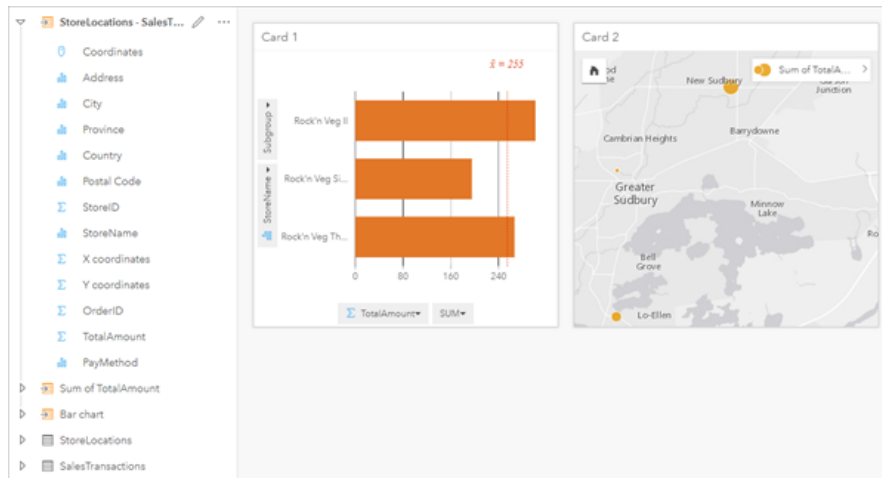 StoreLocations - SalesT...
Coordinates
Address
City
Province
Country
Postal Code
StoreID
StoreName
X coordinates
Y coordinates
OrderID
TotalAmount
PayMethod
Sum of TotalAmount
Bar chart
StoreLocations
SalesTransactions
Card 1
x̄ = 255
Subgroup
StoreName
Rock'n Veg II
Rock'n Veg Si...
Rock'n Veg Th...
0 80 160 240
Σ TotalAmount SUM
Card 2
Sum of TotalA...
New Sudbury
Junction
Cambrian Heights
Barrydowne
Greater
Sudbury
Minnow
Lake
Bell
Grove
Lo-Ellen